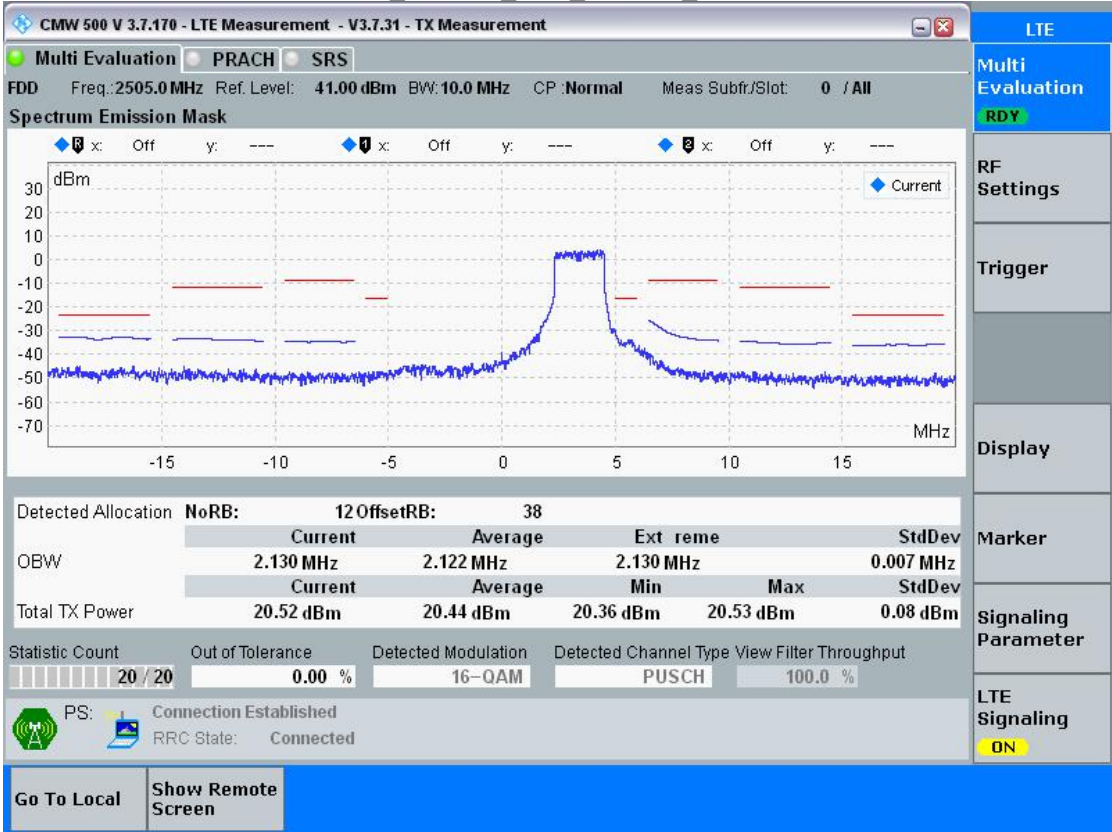 CMW 500 V 3.7.170 - LTE Measurement - V3.7.31 - TX Measurement
LTE
Multi Evaluation PRACH SRS
Multi Evaluation
RDY
FDD Freq.:2505.0 MHz Ref. Level: 41.00 dBm BW:10.0 MHz CP :Normal Meas Subfr./Slot: 0 / All
Spectrum Emission Mask
R x: Off y: --- 1 x: Off y: --- 2 x: Off y: ---
dBm
Current
30
20
10
0
-10
-20
-30
-40
-50
-60
-70
MHz
-15 -10 -5 0 5 10 15
RF
Settings
Trigger
Display
Marker
Signaling
Parameter
LTE
Signaling
ON
Detected Allocation NoRB: 12 OffsetRB: 38
Current Average Ext reme StdDev
OBW 2.130 MHz 2.122 MHz 2.130 MHz 0.007 MHz
Current Average Min Max StdDev
Total TX Power 20.52 dBm 20.44 dBm 20.36 dBm 20.53 dBm 0.08 dBm
Statistic Count Out of Tolerance Detected Modulation Detected Channel Type View Filter Throughput
20 / 20 0.00 % 16-QAM PUSCH 100.0 %
PS: Connection Established
RRC State: Connected
Go To Local
Show Remote
Screen